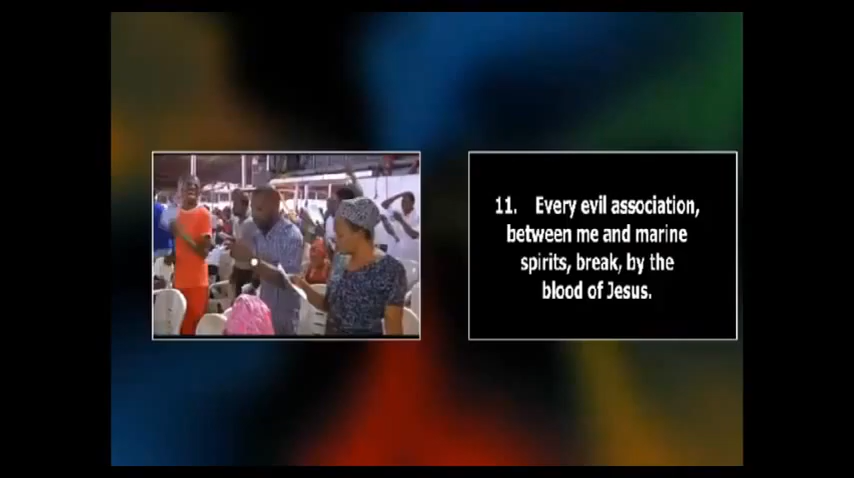 11. Every evil association,
between me and marine
spirits, break, by the
blood of Jesus.